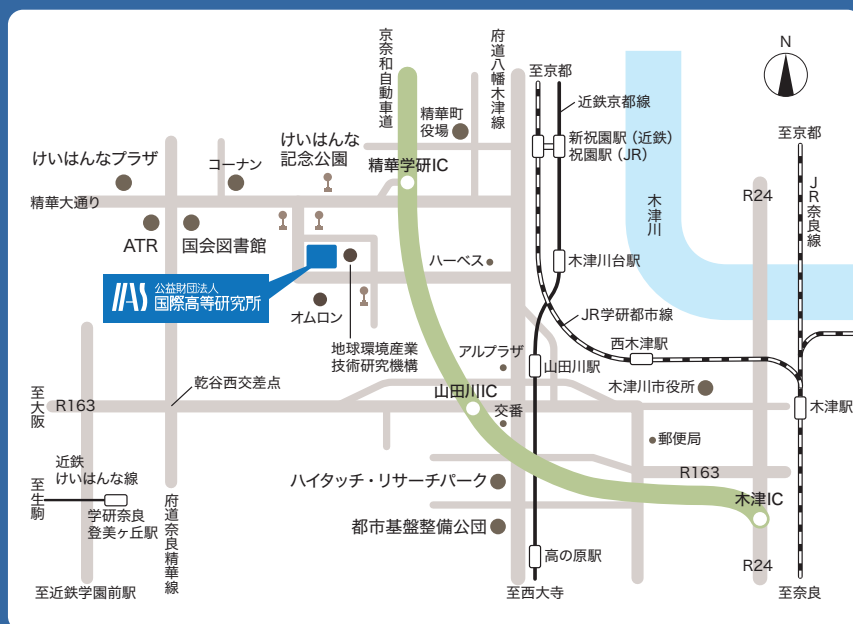 京奈和自動車道
府道八幡木津線
至京都
近鉄京都線
N
精華町
役場
新祝園駅（近鉄）
祝園駅（JR）
至京都
けいはんな
記念公園
けいはんなプラザ
コーナン
精華学研IC
精華大通り
R24
JR奈良線
木津川
ATR
国会図書館
ハーベス
木津川台駅
IIAS
公益財団法人
国際高等研究所
オムロン
JR学研都市線
地球環境産業
技術研究機構
アルプラザ
西木津駅
山田川駅
乾谷西交差点
山田川IC
木津川市役所
至大阪
R163
交番
木津駅
郵便局
近鉄
けいはんな線
至生駒
学研奈良
登美ヶ丘駅
府道奈良精華線
ハイタッチ・リサーチパーク
R163
木津IC
都市基盤整備公団
高の原駅
R24
至近鉄学園前駅
至西大寺
至奈良